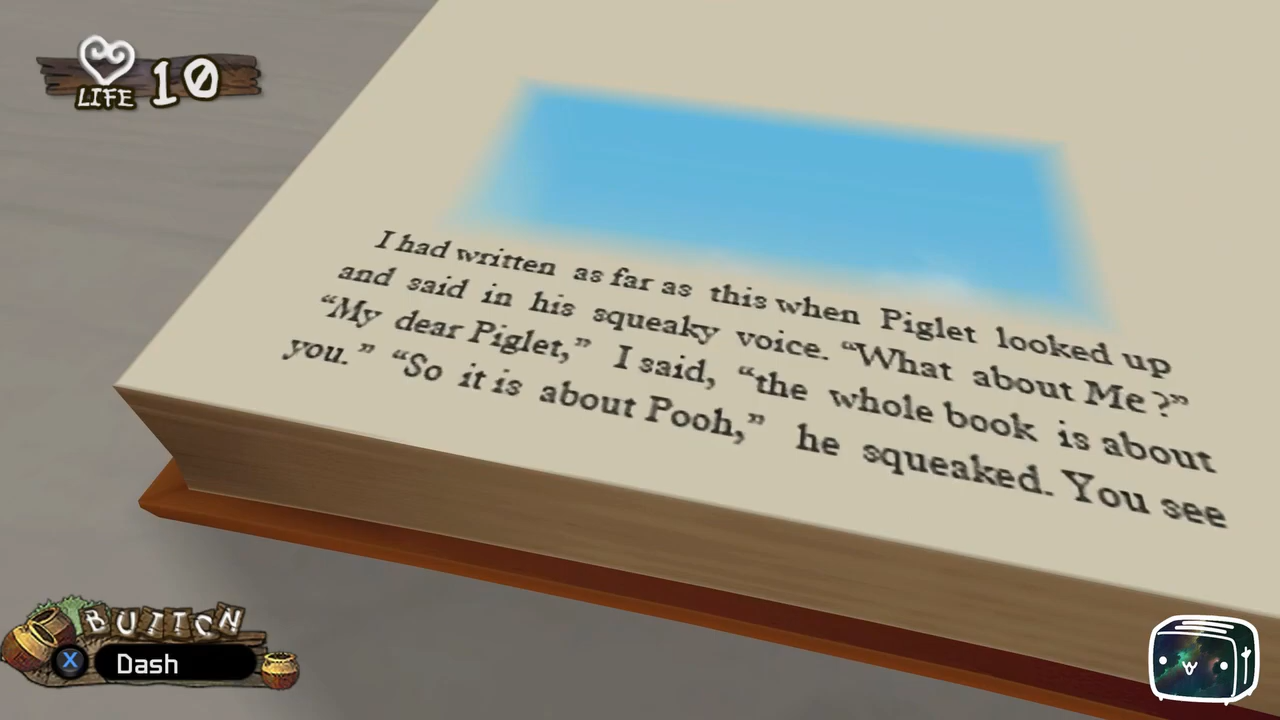 LIFE 10
I had written as far as this when Piglet looked up
and said in his squeaky voice. “What about Me?”
“My dear Piglet,” I said, “the whole book is about
you.” “So it is about Pooh,” he squeaked. You see
BUTTON
X Dash